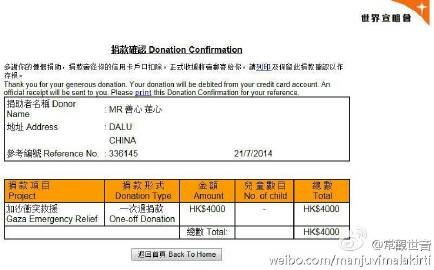 世界宣明會
捐款確認 Donation Confirmation
多謝你的慷慨捐助，捐款會從你的信用卡戶口扣除。正式收據將會郵寄給你。請列印及保留此捐款確認以作
存根。
Thank you for your generous donation. Your donation will be debited from your credit card account. An
official receipt will be sent to you. Please print this Donation Confirmation for your reference.
捐助者名稱 Donor Name : MR 善心 蓮心
地址 Address : DALU
CHINA
參考編號 Reference No. : 336145 21/7/2014
捐款項目 捐款形式 金額 兒童數目 總數
Project Donation Type Amount No. of child Total
加沙衝突救援 一次過捐款 HK$4000 - HK$4000
Gaza Emergency Relief One-off Donation
總數 Total: HK$4000
返回首頁 Back To Home
@常觀世音
weibo.com/manjuvimalakirti